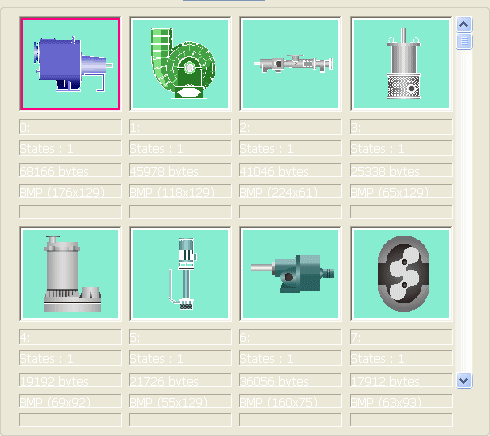 0:
States : 1
68166 bytes
BMP (176x129)
1:
States : 1
45978 bytes
BMP (118x129)
2:
States : 1
41046 bytes
BMP (224x61)
3:
States : 1
25338 bytes
BMP (65x129)
4:
States : 1
19192 bytes
BMP (69x92)
5:
States : 1
21726 bytes
BMP (55x129)
6:
States : 1
36056 bytes
BMP (160x75)
7:
States : 1
17912 bytes
BMP (63x93)